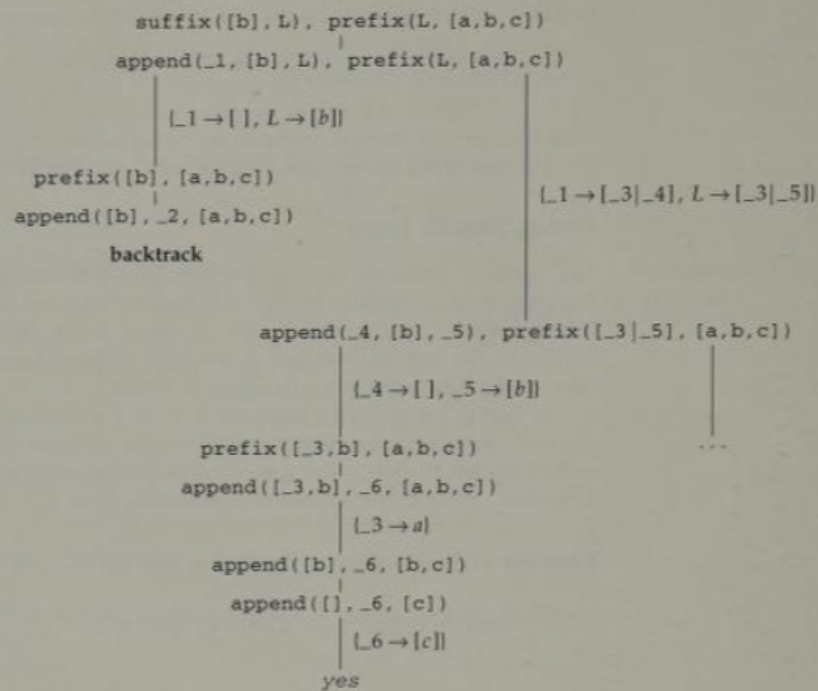 suffix([b],L), prefix(L, [a,b,c])
append(_1, [b],L), prefix(L, [a,b,c])
{_1→[ ], L→[b]}
prefix([b], [a,b,c])
{_1→[_3|_4], L→[_3|_5]}
append([b],_2, [a,b,c])
backtrack
append(_4, [b],_5), prefix([_3|_5], [a,b,c])
{_4→[ ], _5→[b]}
prefix([_3,b], [a,b,c])
...
append([_3,b],_6, [a,b,c])
{_3→a}
append([b],_6, [b,c])
append([],_6, [c])
{_6→[c]}
yes